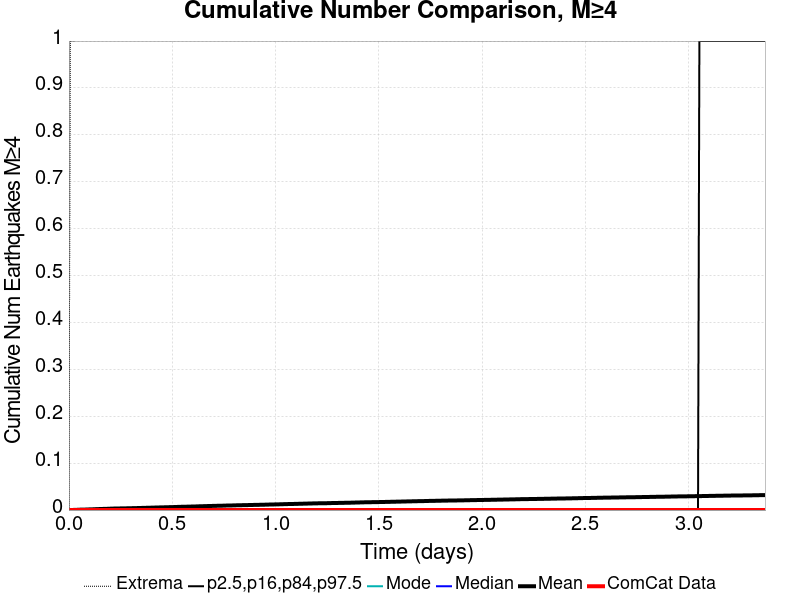 Cumulative Number Comparison, M≥4
Cumulative Num Earthquakes M≥4
1
0.9
0.8
0.7
0.6
0.5
0.4
0.3
0.2
0.1
0
0.0 0.5 1.0 1.5 2.0 2.5 3.0
Time (days)
Extrema p2.5,p16,p84,p97.5 Mode Median Mean ComCat Data